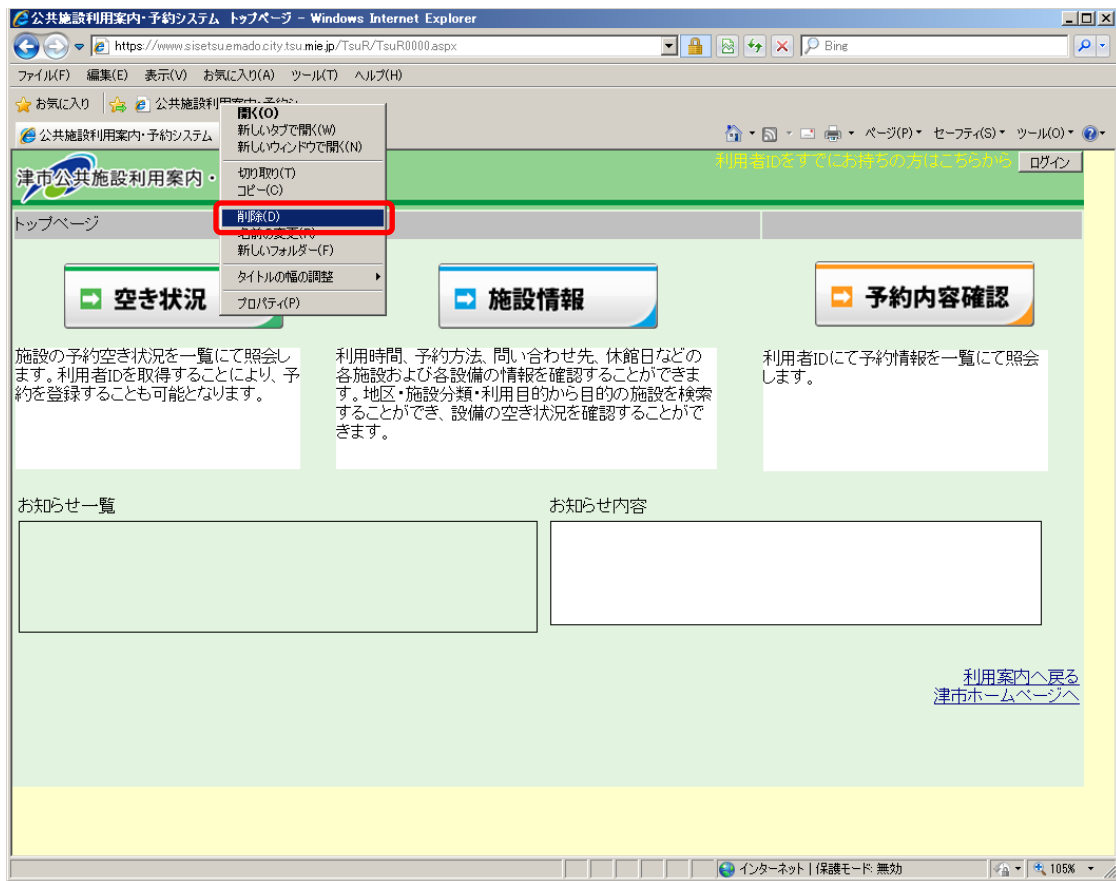 公共施設利用案内・予約システム トップページ - Windows Internet Explorer
https://www.sisetsu.emado.city.tsu.mie.jp/TsuR/TsuR0000.aspx
Bing
ファイル(F) 編集(E) 表示(V) お気に入り(A) ツール(T) ヘルプ(H)
お気に入り 公共施設利用案内・予約シ
公共施設利用案内・予約システム
ページ(P) セーフティ(S) ツール(O)
開く(O)
新しいタブで開く(W)
新しいウィンドウで開く(N)
切り取り(T)
コピー(C)
削除(D)
名前の変更(R)
新しいフォルダー(F)
タイトルの幅の調整
プロパティ(P)
津市公共施設利用案内・
利用者IDをすでにお持ちの方はこちらから ログイン
トップページ
空き状況 施設情報 予約内容確認
施設の予約空き状況を一覧にて照会し
ます。利用者IDを取得することにより、予
約を登録することも可能となります。
利用時間、予約方法、問い合わせ先、休館日などの
各施設および各設備の情報を確認することができま
す。地区・施設分類・利用目的から目的の施設を検索
することができ、設備の空き状況を確認することがで
きます。
利用者IDにて予約情報を一覧にて照会
します。
お知らせ一覧
お知らせ内容
利用案内へ戻る
津市ホームページへ
インターネット | 保護モード: 無効
105%